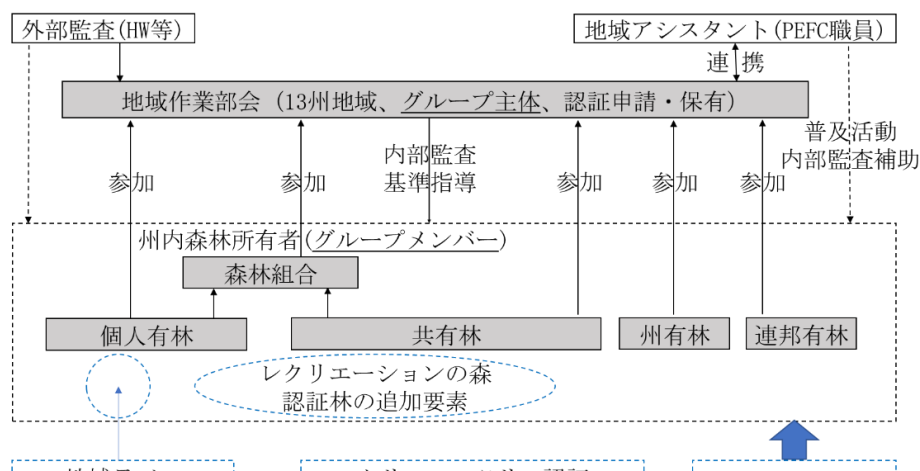 外部監査(HW等)
地域アシスタント(PEFC職員)
連携
地域作業部会（13州地域、グループ主体、認証申請・保有）
普及活動
内部監査補助
内部監査
基準指導
参加
参加
参加
参加
参加
州内森林所有者(グループメンバー)
森林組合
個人有林
共有林
州有林
連邦有林
レクリエーションの森
認証林の追加要素